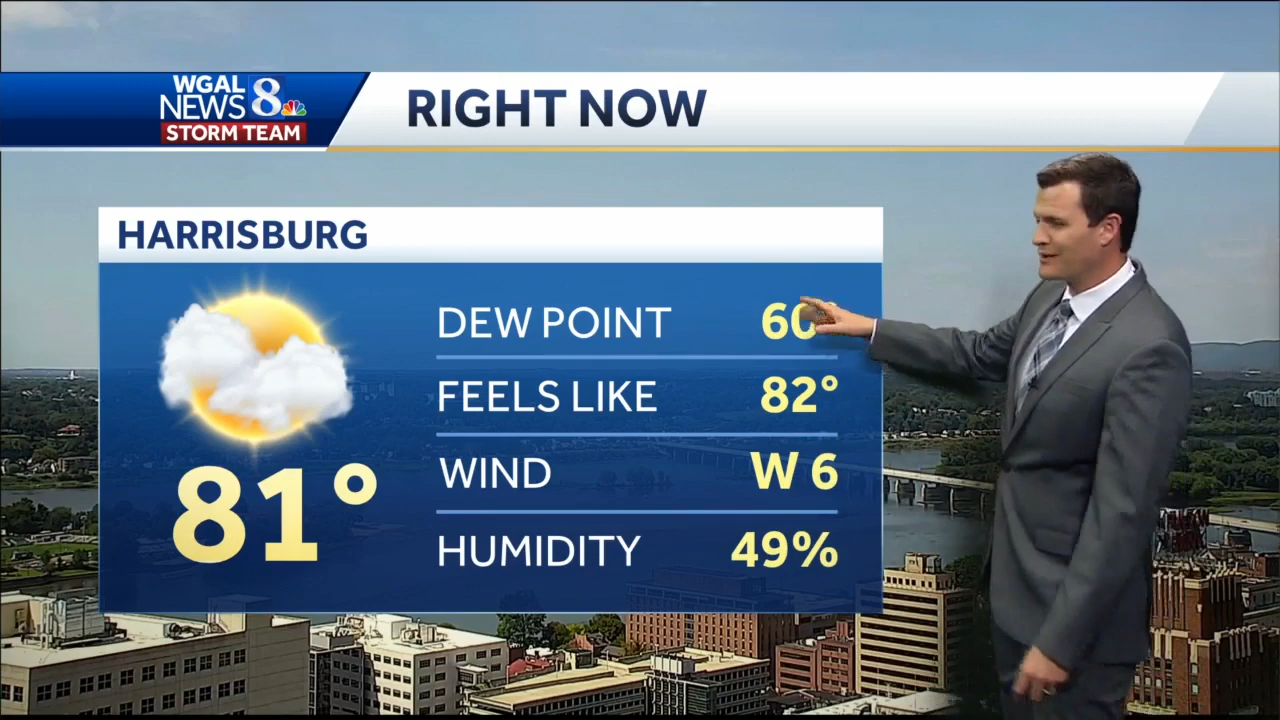 WGAL
NEWS 8
STORM TEAM
RIGHT NOW
HARRISBURG
81°
DEW POINT 60°
FEELS LIKE 82°
WIND W 6
HUMIDITY 49%